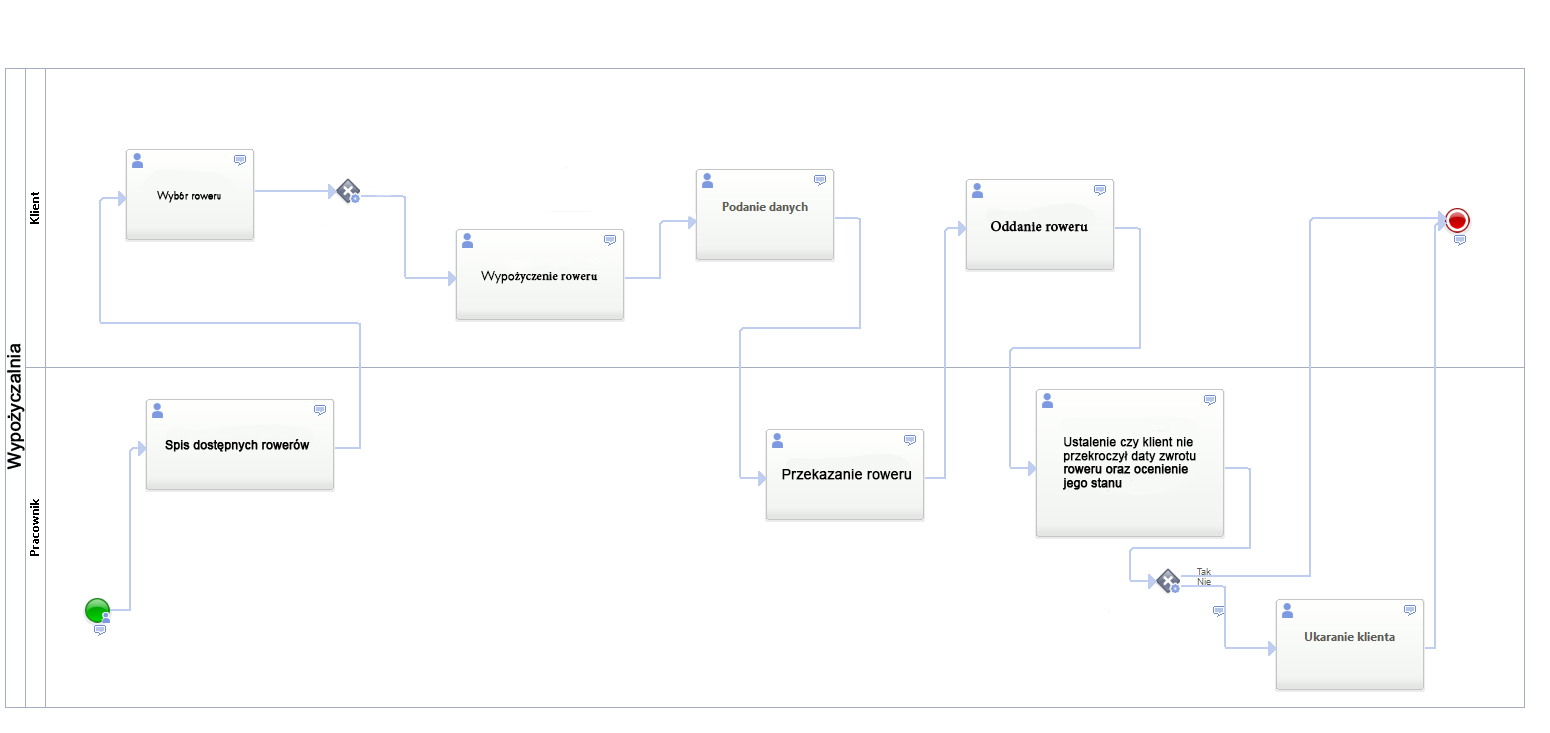 Wypożyczalnia
Klient
Wybór roweru
Wypożyczenie roweru
Podanie danych
Oddanie roweru
Pracownik
Spis dostępnych rowerów
Przekazanie roweru
Ustalenie czy klient nie
przekroczył daty zwrotu
roweru oraz ocenienie
jego stanu
Tak
Nie
Ukaranie klienta